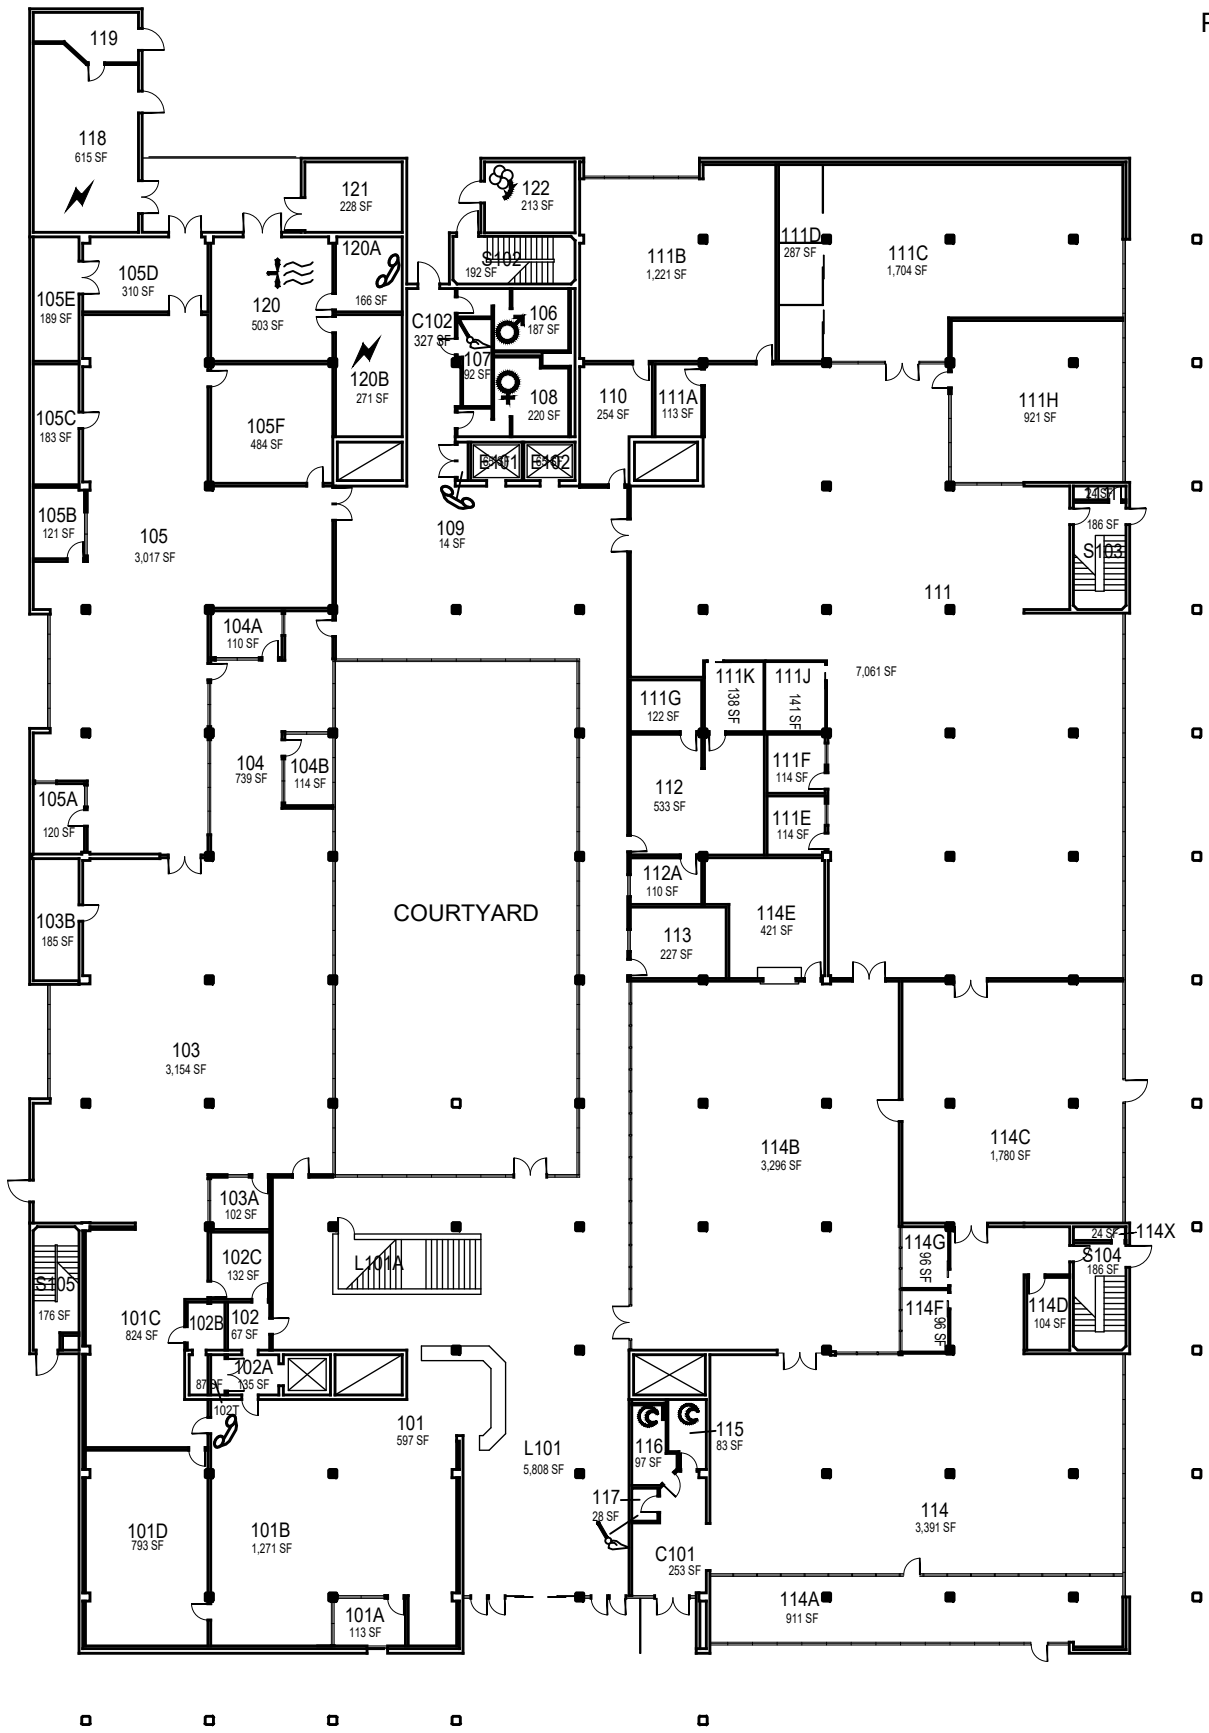 P
119
118
615 SF
121
228 SF
122
213 SF
120A
166 SF
S102
192 SF
111B
1,221 SF
111D
287 SF
111C
1,704 SF
105D
310 SF
105E
189 SF
120
503 SF
C102
327 SF
106
187 SF
107
92 SF
120B
271 SF
108
220 SF
110
254 SF
111A
113 SF
111H
921 SF
105C
183 SF
105F
484 SF
E101
E102
105B
121 SF
105
3,017 SF
109
14 SF
24 SF
186 SF
S103
111
7,061 SF
104A
110 SF
111G
122 SF
111K
138 SF
111J
141 SF
104
739 SF
104B
114 SF
112
533 SF
111F
114 SF
105A
120 SF
111E
114 SF
112A
110 SF
103B
185 SF
COURTYARD
114E
421 SF
113
227 SF
103
3,154 SF
114B
3,296 SF
114C
1,780 SF
103A
102 SF
24 SF
114X
S104
186 SF
102C
132 SF
L101A
114G
96 SF
S105
176 SF
101C
824 SF
102B
102
67 SF
114F
96 SF
114D
104 SF
87 SF
102A
135 SF
102T
101
597 SF
L101
5,808 SF
116
97 SF
115
83 SF
117
28 SF
101D
793 SF
101B
1,271 SF
114
3,391 SF
C101
253 SF
101A
113 SF
114A
911 SF